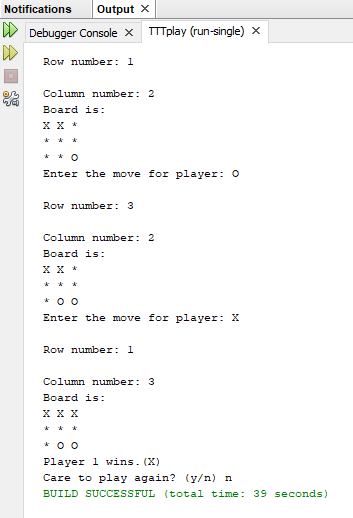 Notifications Output ×
Debugger Console × TTTplay (run-single) ×
Row number: 1
Column number: 2
Board is:
X X *
* * *
* * O
Enter the move for player: O
Row number: 3
Column number: 2
Board is:
X X *
* * *
* O O
Enter the move for player: X
Row number: 1
Column number: 3
Board is:
X X X
* * *
* O O
Player 1 wins.(X)
Care to play again? (y/n) n
BUILD SUCCESSFUL (total time: 39 seconds)